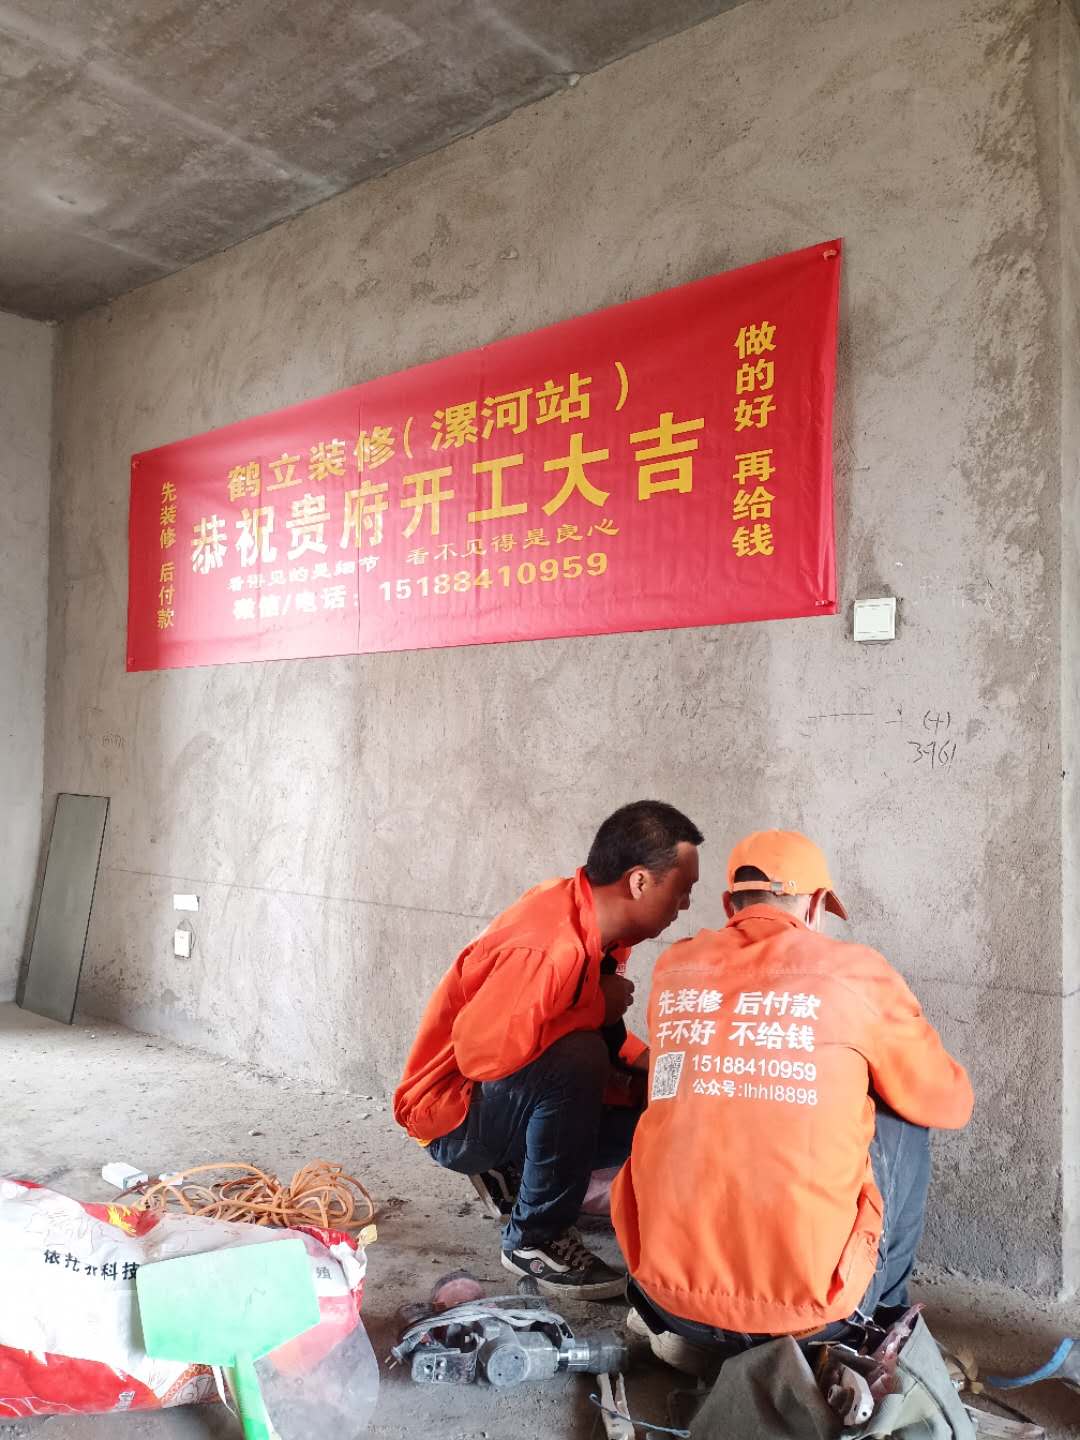 鹤立装修（漯河站）
恭祝贵府开工大吉
看得见的是细节 看不见得是良心
微信/电话：15188410959
先装修 后付款
做的好 再给钱
(+)
3961
先装修 后付款
干不好 不给钱
15188410959
公众号:lhhl8898